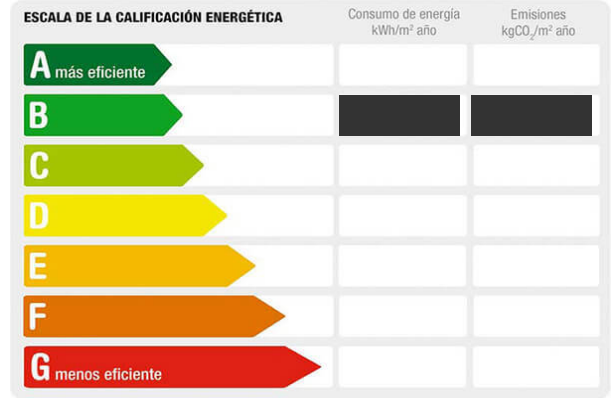 ESCALA DE LA CALIFICACIÓN ENERGÉTICA
Consumo de energía
kWh/m² año
Emisiones
kgCO₂/m² año
A más eficiente
B
C
D
E
F
G menos eficiente